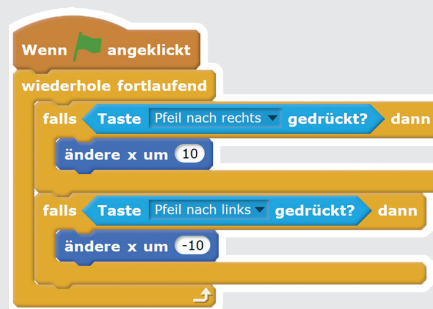 Wenn angeklickt
wiederhole fortlaufend
falls Taste Pfeil nach rechts gedrückt? dann
ändere x um 10
falls Taste Pfeil nach links gedrückt? dann
ändere x um -10